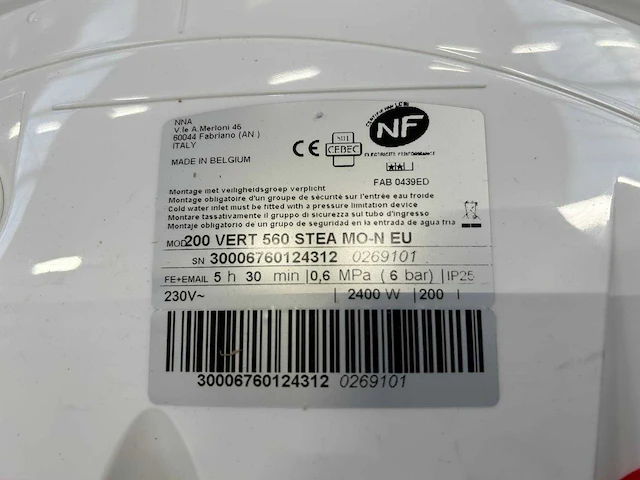 NNA
V.le A.Merloni 45
60044 Fabriano (AN )
ITALY
MADE IN BELGIUM
CE
501
CEBEC
NF
ELECTRICITE PERFORMANCE
FAB 0439ED
Montage met veiligheidsgroep verplicht
Montage obligatoire d'un groupe de sécurité sur l'entrée eau froide
Cold water inlet must be fitted with a pressure limitation device
Montare tassativamente il gruppo di sicurezza sul tubo d'ingresso
Montaje obligatorio de un grupo de seguridad en la entrada de agua fria
MOD 200 VERT 560 STEA MO-N EU
SN 30006760124312 0269101
FE+EMAIL 5 h 30 min |0,6 MPa ( 6 bar) |IP25
230V~ | 2400 W |200 l
30006760124312 0269101